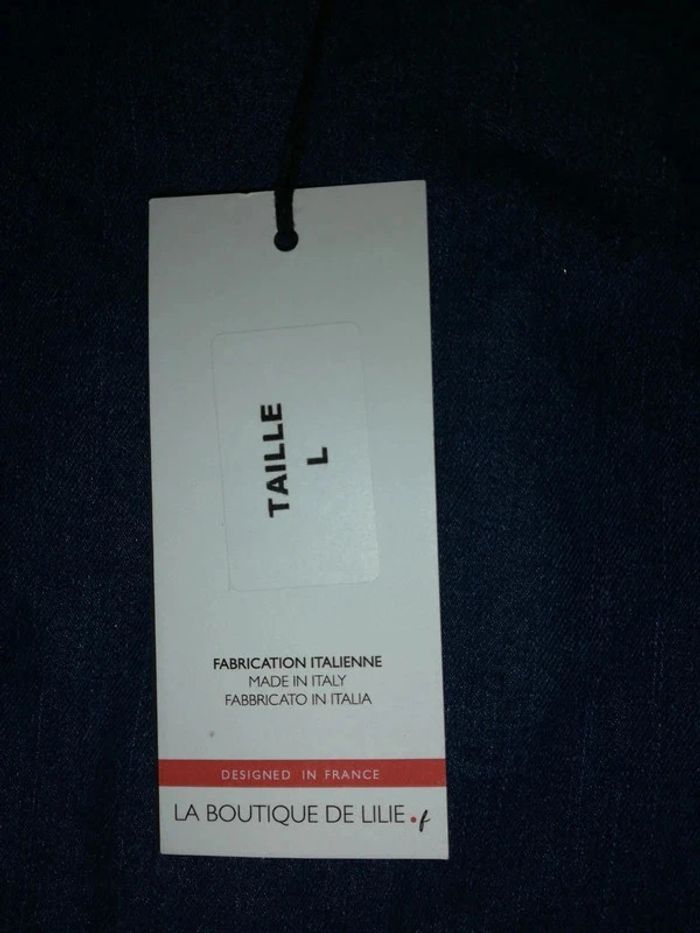 TAILLE
L
FABRICATION ITALIENNE
MADE IN ITALY
FABBRICATO IN ITALIA
DESIGNED IN FRANCE
LA BOUTIQUE DE LILIE.f